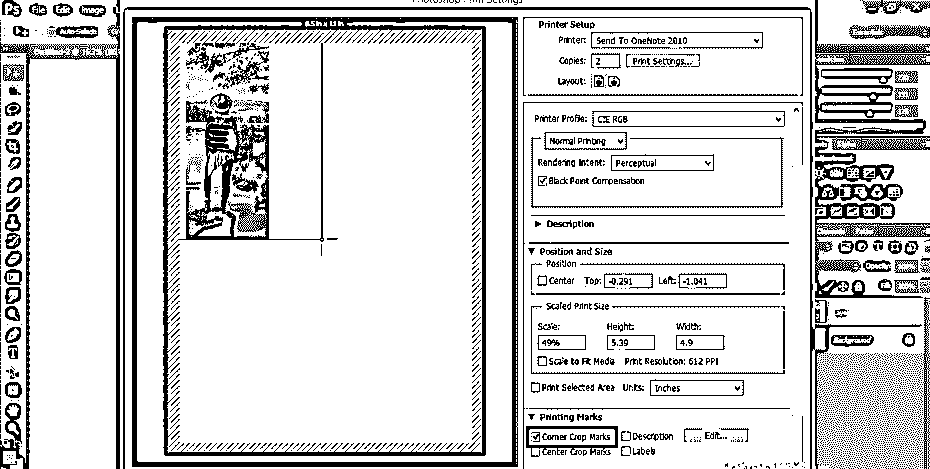 Ps File Edit Image
Auto-Select:
Printer Setup
Printer: Send To OneNote 2010
Copies: 2 Print Settings...
Layout:
Printer Profile: CIE RGB
Normal Printing
Rendering Intent: Perceptual
Black Point Compensation
Description
Position and Size
Position
Center Top: -0.291 Left: -1.041
Scaled Print Size
Scale: Height: Width:
49% 5.39 4.9
Scale to Fit Media Print Resolution: 612 PPI
Print Selected Area Units: Inches
Printing Marks
Corner Crop Marks Description Edit...
Center Crop Marks Labels
Opacity:
Background